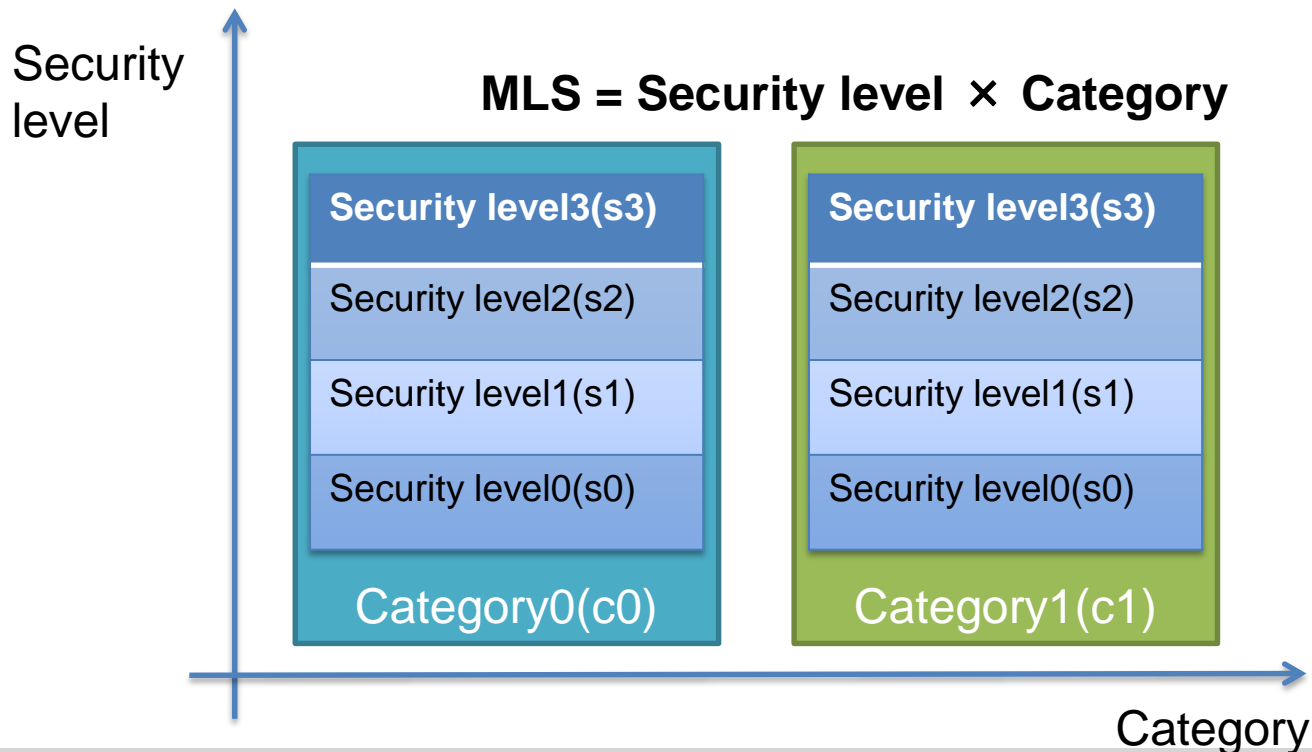 Security
level
MLS = Security level × Category
Security level3(s3)
Security level2(s2)
Security level1(s1)
Security level0(s0)
Category0(c0)
Security level3(s3)
Security level2(s2)
Security level1(s1)
Security level0(s0)
Category1(c1)
Category